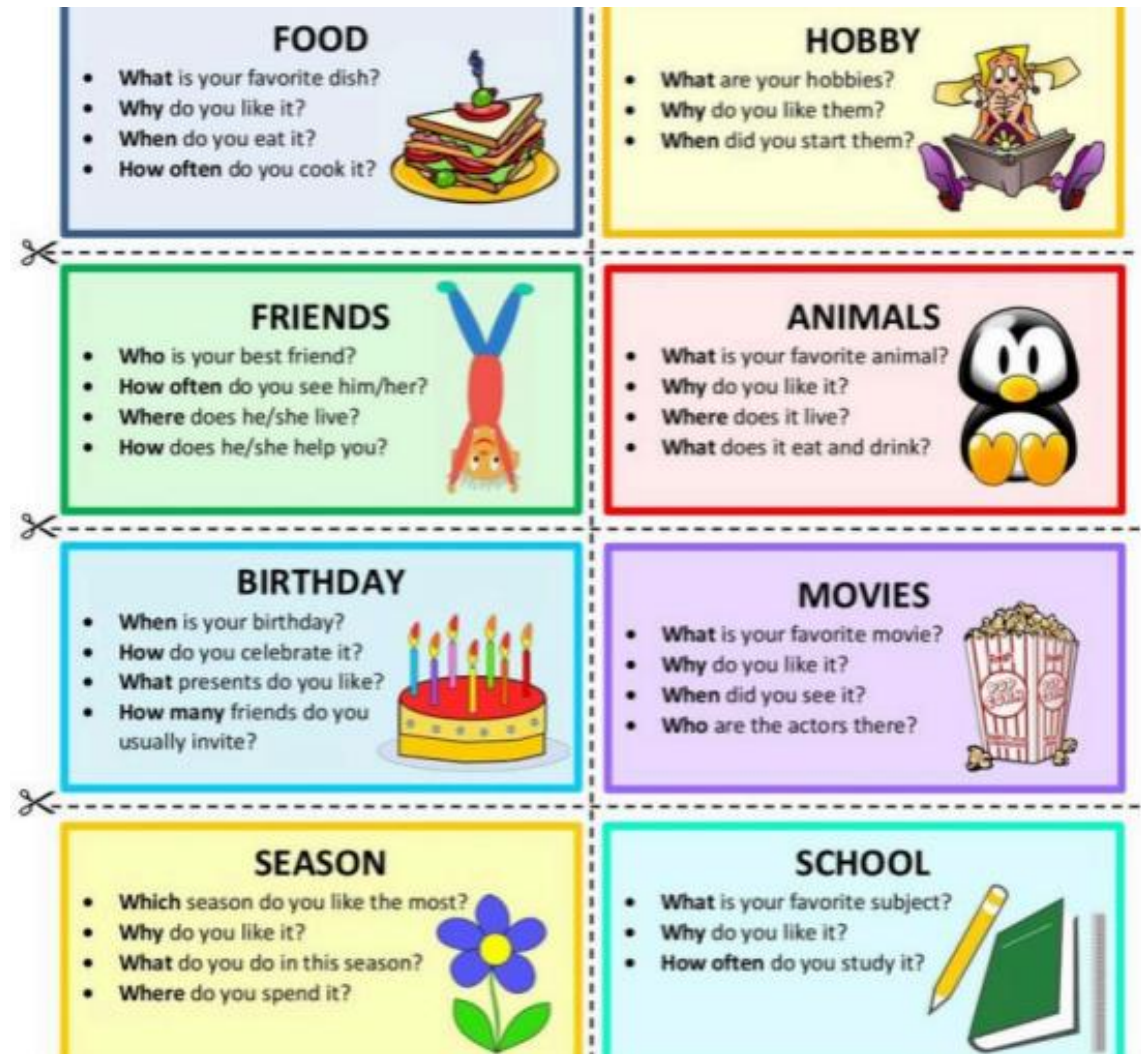 FOOD
• What is your favorite dish?
• Why do you like it?
• When do you eat it?
• How often do you cook it?
HOBBY
• What are your hobbies?
• Why do you like them?
• When did you start them?
FRIENDS
• Who is your best friend?
• How often do you see him/her?
• Where does he/she live?
• How does he/she help you?
ANIMALS
• What is your favorite animal?
• Why do you like it?
• Where does it live?
• What does it eat and drink?
BIRTHDAY
• When is your birthday?
• How do you celebrate it?
• What presents do you like?
• How many friends do you
usually invite?
MOVIES
• What is your favorite movie?
• Why do you like it?
• When did you see it?
• Who are the actors there?
POP
CORN
POP
CORN
SEASON
• Which season do you like the most?
• Why do you like it?
• What do you do in this season?
• Where do you spend it?
SCHOOL
• What is your favorite subject?
• Why do you like it?
• How often do you study it?